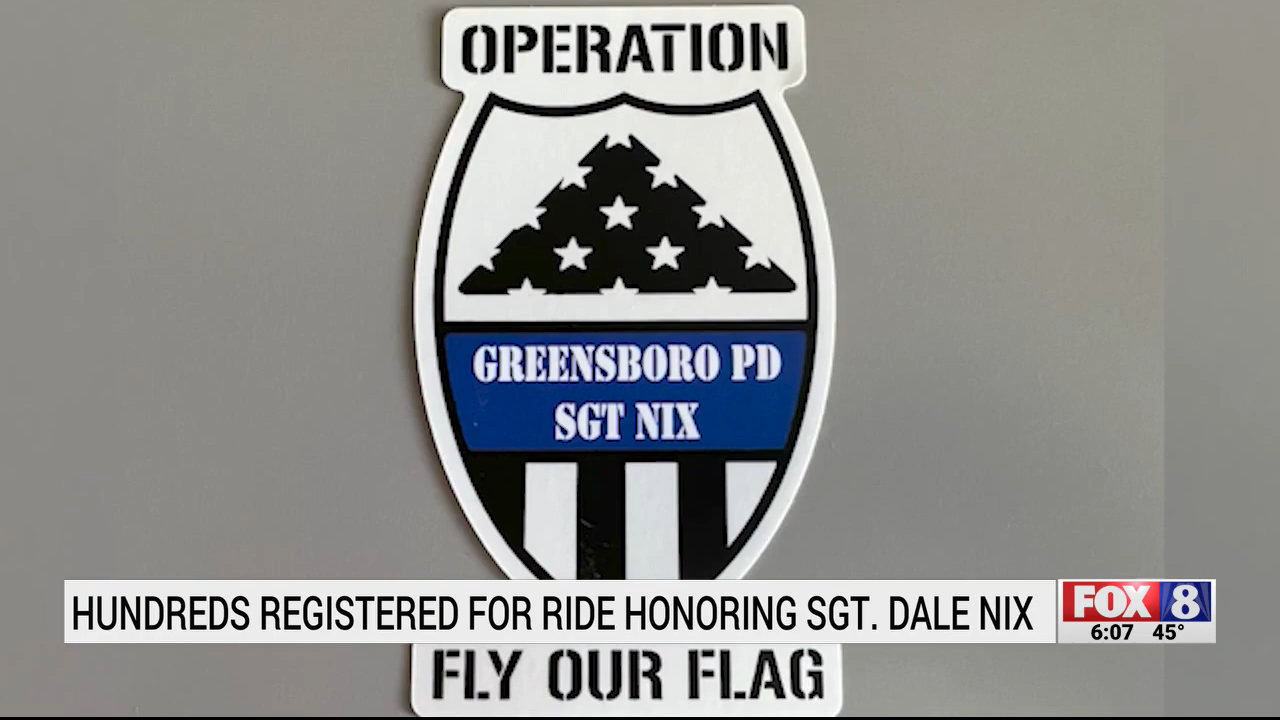 OPERATION
GREENSBORO PD
SGT NIX
HUNDREDS REGISTERED FOR RIDE HONORING SGT. DALE NIX
FOX 8
6:07 45°
FLY OUR FLAG